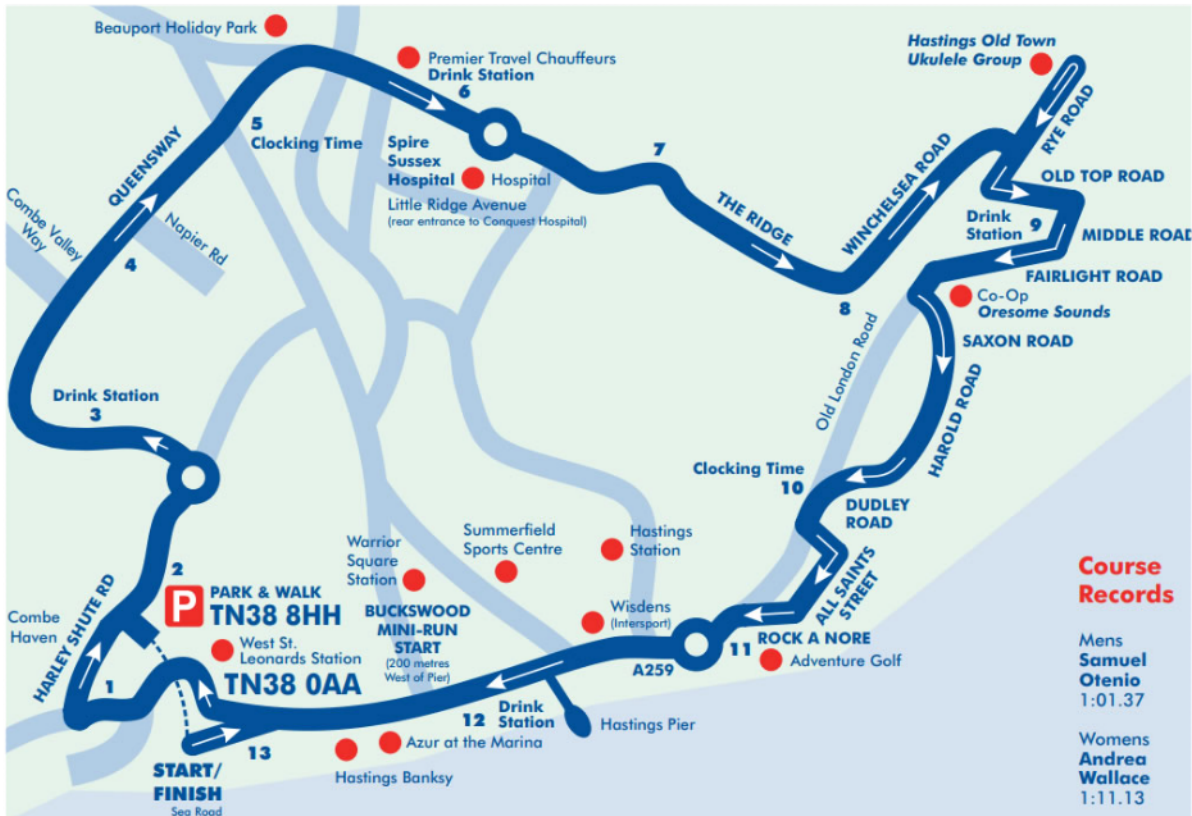 Beauport Holiday Park
Premier Travel Chauffeurs
Drink Station
6
Hastings Old Town
Ukulele Group
RYE ROAD
QUEENSWAY
5
Clocking Time
Spire
Sussex
Hospital
Hospital
Little Ridge Avenue
(rear entrance to Conquest Hospital)
7
WINCHELSEA ROAD
OLD TOP ROAD
Drink
Station
9
MIDDLE ROAD
FAIRLIGHT ROAD
THE RIDGE
Combe Valley
Way
Napier Rd
4
8
Co-Op
Oresome Sounds
SAXON ROAD
Old London Road
HAROLD ROAD
Drink Station
3
Clocking Time
10
DUDLEY
ROAD
ALL SAINTS
STREET
Warrior
Square
Station
Summerfield
Sports Centre
Hastings
Station
2
P
PARK & WALK
TN38 8HH
BUCKSWOOD
MINI-RUN
START
(200 metres
West of Pier)
Wisdens
(Intersport)
Combe
Haven
HARLEY SHUTE RD
West St.
Leonards Station
TN38 0AA
1
A259
11
ROCK A NORE
Adventure Golf
12
Drink
Station
Hastings Pier
13
Azur at the Marina
Hastings Banksy
START/
FINISH
Sea Road
Course
Records
Mens
Samuel
Otenio
1:01.37
Womens
Andrea
Wallace
1:11.13